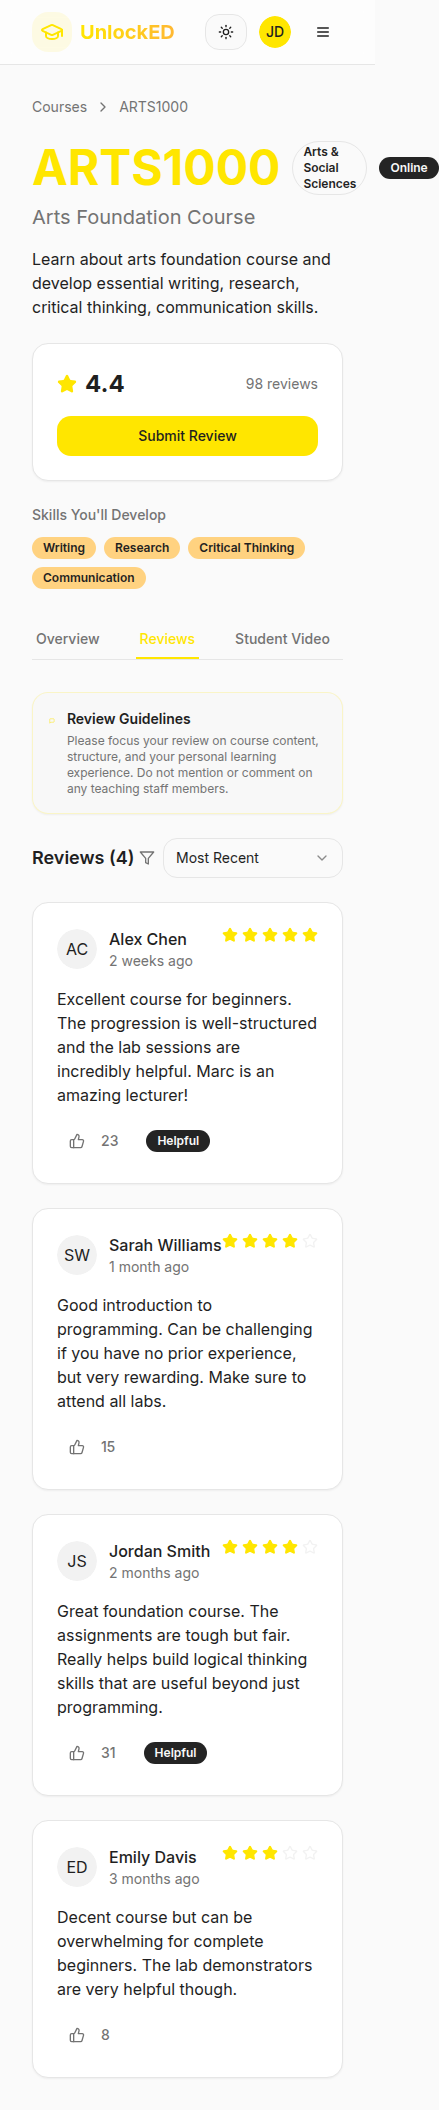 UnlockED
JD
Courses > ARTS1000
ARTS1000
Arts &
Social
Sciences
Online
Arts Foundation Course
Learn about arts foundation course and
develop essential writing, research,
critical thinking, communication skills.
4.4
98 reviews
Submit Review
Skills You'll Develop
Writing Research Critical Thinking
Communication
Overview Reviews Student Video
Review Guidelines
Please focus your review on course content,
structure, and your personal learning
experience. Do not mention or comment on
any teaching staff members.
Reviews (4)
Most Recent
AC
Alex Chen
2 weeks ago
Excellent course for beginners.
The progression is well-structured
and the lab sessions are
incredibly helpful. Marc is an
amazing lecturer!
23
Helpful
SW
Sarah Williams
1 month ago
Good introduction to
programming. Can be challenging
if you have no prior experience,
but very rewarding. Make sure to
attend all labs.
15
JS
Jordan Smith
2 months ago
Great foundation course. The
assignments are tough but fair.
Really helps build logical thinking
skills that are useful beyond just
programming.
31
Helpful
ED
Emily Davis
3 months ago
Decent course but can be
overwhelming for complete
beginners. The lab demonstrators
are very helpful though.
8